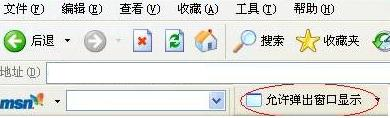 文件(F) 编辑(E) 查看(V) 收藏(A) 工具(T) 帮助(H)
后退 搜索 收藏夹
地址(D)
msn 允许弹出窗口显示